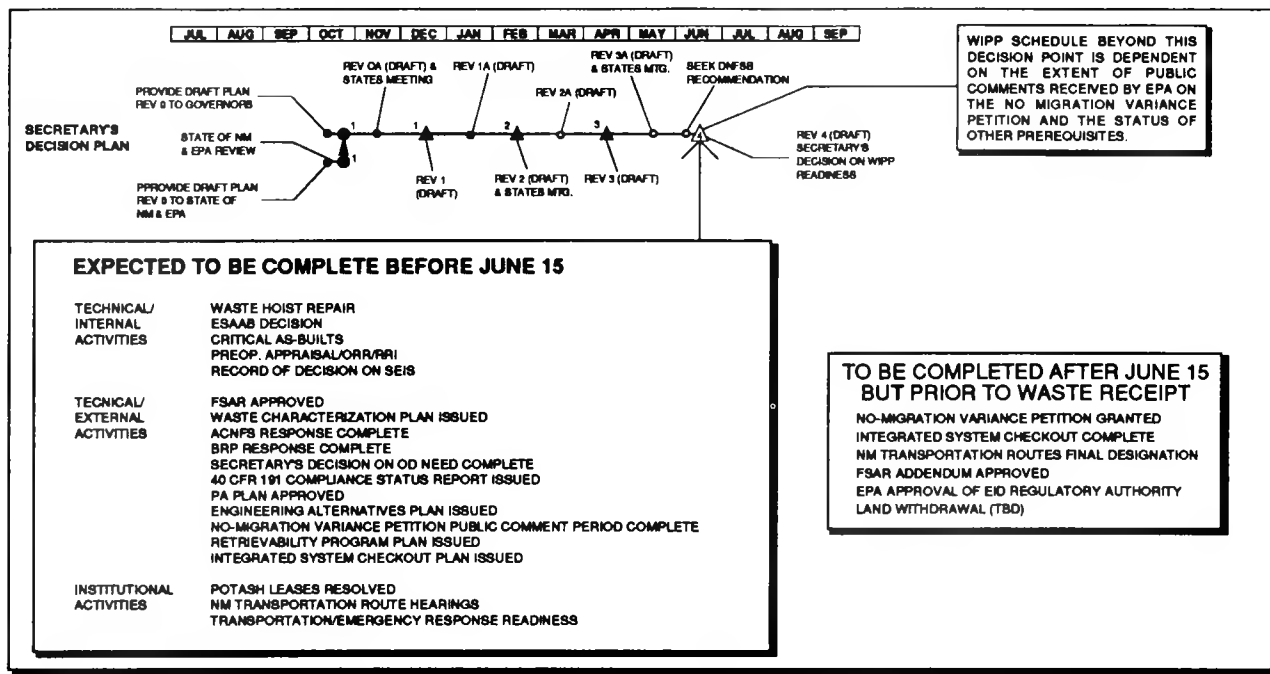 JUL AUG SEP OCT NOV DEC JAN FEB MAR APR MAY JUN JUL AUG SEP
WIPP SCHEDULE BEYOND THIS
DECISION POINT IS DEPENDENT
ON THE EXTENT OF PUBLIC
COMMENTS RECEIVED BY EPA ON
THE NO MIGRATION VARIANCE
PETITION AND THE STATUS OF
OTHER PREREQUISITES.
REV 0A (DRAFT) &
STATES MEETING
REV 1A (DRAFT)
REV 2A (DRAFT)
REV 3A (DRAFT)
& STATES MTG.
SEEK DNFSB
RECOMMENDATION
PROVIDE DRAFT PLAN
REV 0 TO GOVERNORS
SECRETARY'S
DECISION PLAN
STATE OF NM
& EPA REVIEW
PPROVIDE DRAFT PLAN
REV 0 TO STATE OF
NM & EPA
1
1
1
2
3
4
REV 1
(DRAFT)
REV 2 (DRAFT)
& STATES MTG.
REV 3 (DRAFT)
REV 4 (DRAFT)
SECRETARY'S
DECISION ON WIPP
READINESS
EXPECTED TO BE COMPLETE BEFORE JUNE 15
TECHNICAL/ WASTE HOIST REPAIR
INTERNAL ESAAB DECISION
ACTIVITIES CRITICAL AS-BUILTS
PREOP. APPRAISAL/ORR/RRI
RECORD OF DECISION ON SEIS
TECNICAL/ FSAR APPROVED
EXTERNAL WASTE CHARACTERIZATION PLAN ISSUED
ACTIVITIES ACNFS RESPONSE COMPLETE
BRP RESPONSE COMPLETE
SECRETARY'S DECISION ON OD NEED COMPLETE
40 CFR 191 COMPLIANCE STATUS REPORT ISSUED
PA PLAN APPROVED
ENGINEERING ALTERNATIVES PLAN ISSUED
NO-MIGRATION VARIANCE PETITION PUBLIC COMMENT PERIOD COMPLETE
RETRIEVABILITY PROGRAM PLAN ISSUED
INTEGRATED SYSTEM CHECKOUT PLAN ISSUED
INSTITUTIONAL POTASH LEASES RESOLVED
ACTIVITIES NM TRANSPORTATION ROUTE HEARINGS
TRANSPORTATION/EMERGENCY RESPONSE READINESS
TO BE COMPLETED AFTER JUNE 15
BUT PRIOR TO WASTE RECEIPT
NO-MIGRATION VARIANCE PETITION GRANTED
INTEGRATED SYSTEM CHECKOUT COMPLETE
NM TRANSPORTATION ROUTES FINAL DESIGNATION
FSAR ADDENDUM APPROVED
EPA APPROVAL OF EID REGULATORY AUTHORITY
LAND WITHDRAWAL (TBD)